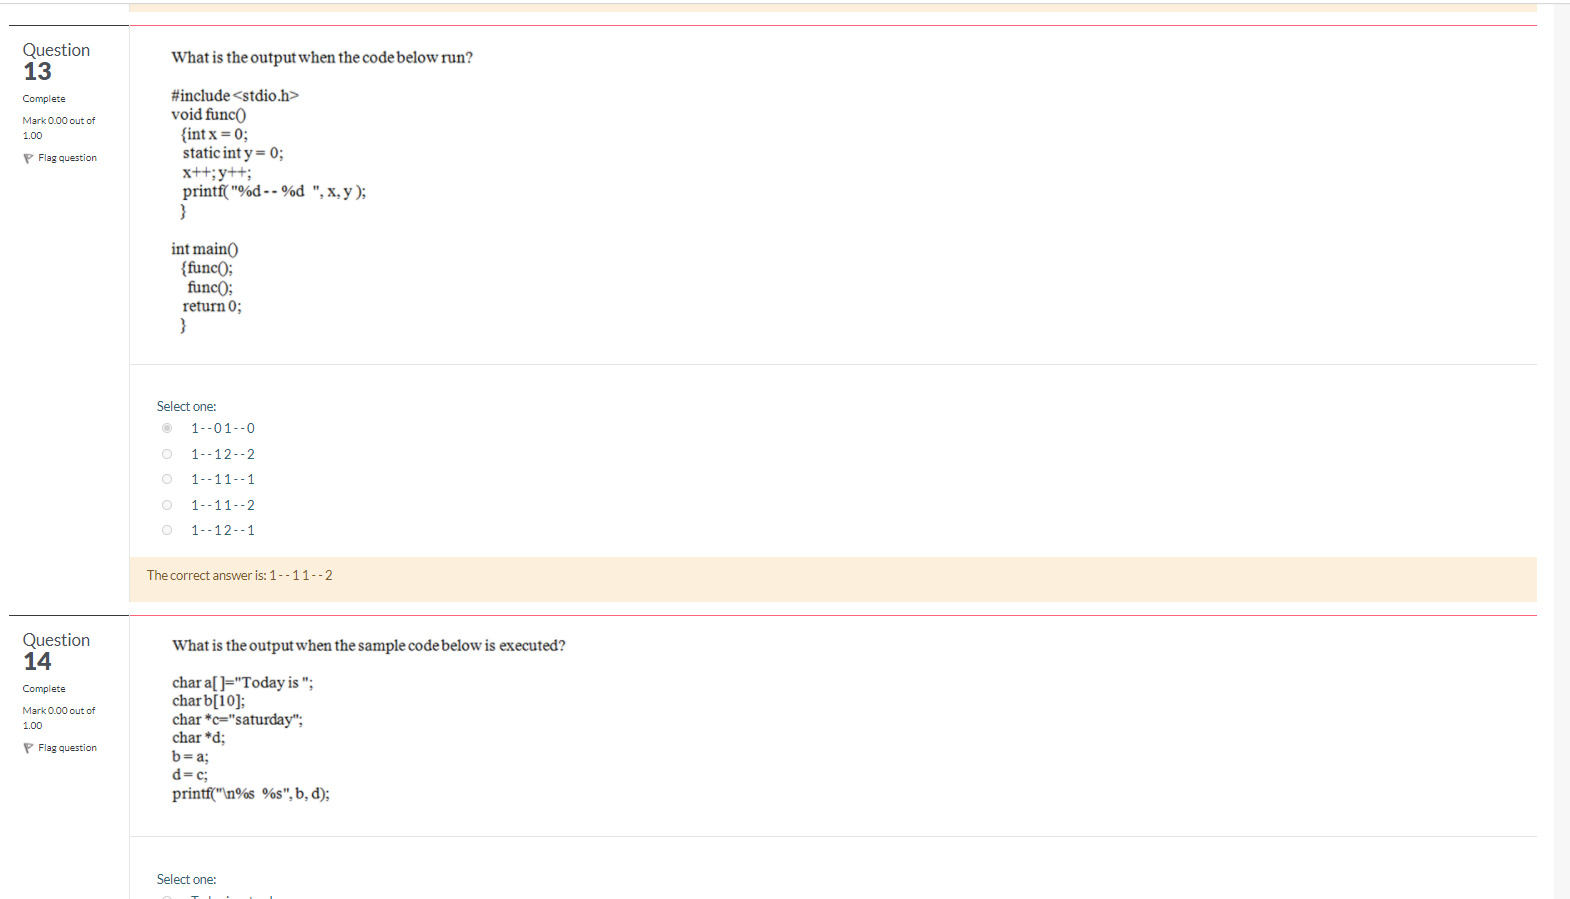 Question
13
Complete
Mark 0.00 out of
1.00
Flag question
What is the output when the code below run?
#include <stdio.h>
void func()
{int x = 0;
static int y = 0;
x++; y++;
printf( "%d -- %d  ", x, y );
}
int main()
{func();
func();
return 0;
}
Select one:
1 - - 0 1 - - 0
1 - - 1 2 - - 2
1 - - 1 1 - - 1
1 - - 1 1 - - 2
1 - - 1 2 - - 1
The correct answer is: 1 - - 1 1 - - 2
Question
14
Complete
Mark 0.00 out of
1.00
Flag question
What is the output when the sample code below is executed?
char a[ ]="Today is ";
char b[10];
char *c="saturday";
char *d;
b = a;
d = c;
printf("\n%s  %s", b, d);
Select one: